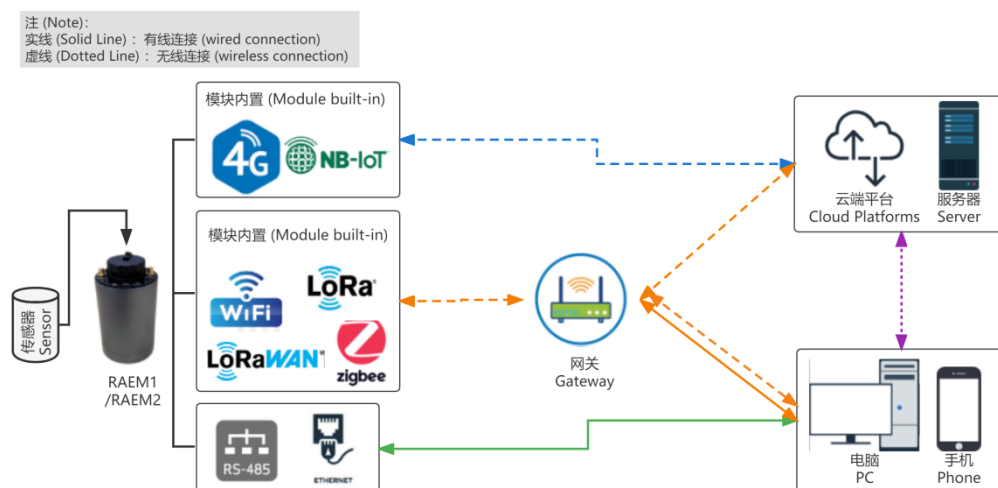 注 (Note):
实线 (Solid Line) : 有线连接 (wired connection)
虚线 (Dotted Line) : 无线连接 (wireless connection)
模块内置 (Module built-in)
4G
NB-IoT
云端平台
Cloud Platforms
服务器
Server
模块内置 (Module built-in)
WiFi
LoRa
LoRaWAN
zigbee
传感器
Sensor
RAEM1
/RAEM2
网关
Gateway
RS-485
ETHERNET
电脑
PC
手机
Phone